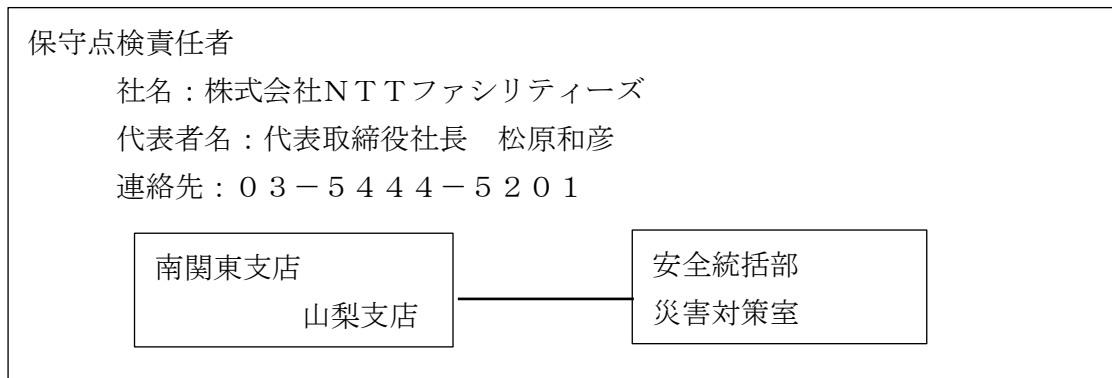 保守点検責任者
社名：株式会社ＮＴＴファシリティーズ
代表者名：代表取締役社長　松原和彦
連絡先：０３－５４４４－５２０１
南関東支店
山梨支店
安全統括部
災害対策室